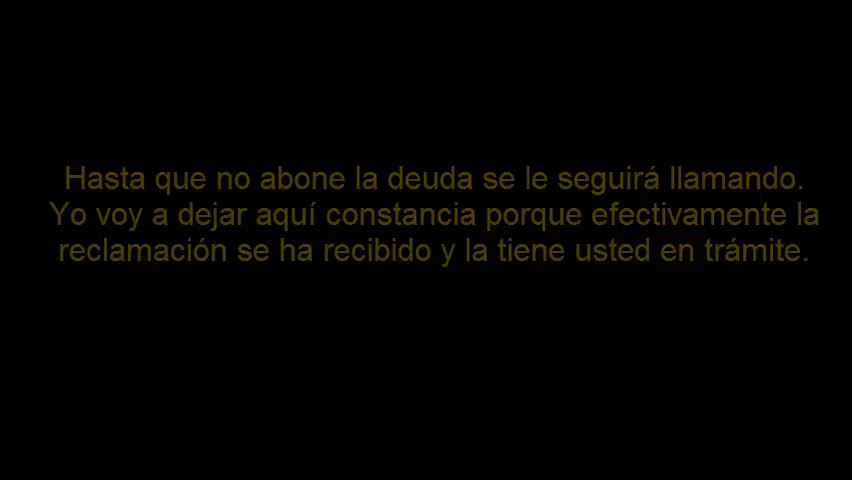 Hasta que no abone la deuda se le seguirá llamando.
Yo voy a dejar aquí constancia porque efectivamente la
reclamación se ha recibido y la tiene usted en trámite.